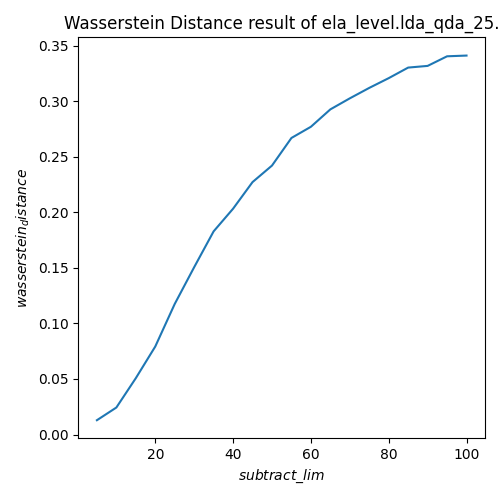 Wasserstein Distance result of ela_level.lda_qda_25.
0.35
0.30
0.25
0.20
0.15
0.10
0.05
0.00
wasserstein_distance
20 40 60 80 100
subtract_lim